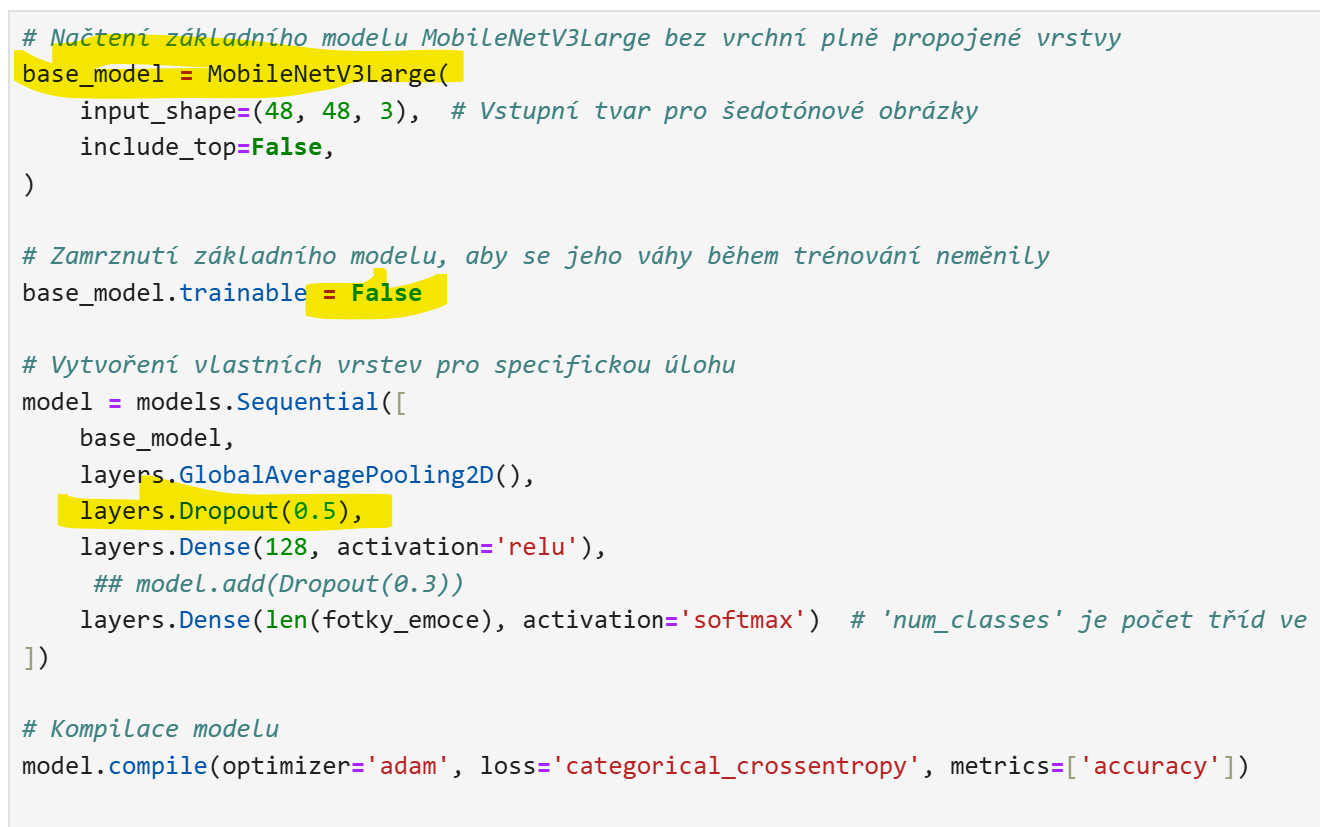 # Načtení základního modelu MobileNetV3Large bez vrchní plně propojené vrstvy
base_model = MobileNetV3Large(
    input_shape=(48, 48, 3),  # Vstupní tvar pro šedotónové obrázky
    include_top=False,
)
# Zamrznutí základního modelu, aby se jeho váhy během trénování neměnily
base_model.trainable = False
# Vytvoření vlastních vrstev pro specifickou úlohu
model = models.Sequential([
    base_model,
    layers.GlobalAveragePooling2D(),
    layers.Dropout(0.5),
    layers.Dense(128, activation='relu'),
     ## model.add(Dropout(0.3))
    layers.Dense(len(fotky_emoce), activation='softmax')  # 'num_classes' je počet tříd ve
])
# Kompilace modelu
model.compile(optimizer='adam', loss='categorical_crossentropy', metrics=['accuracy'])